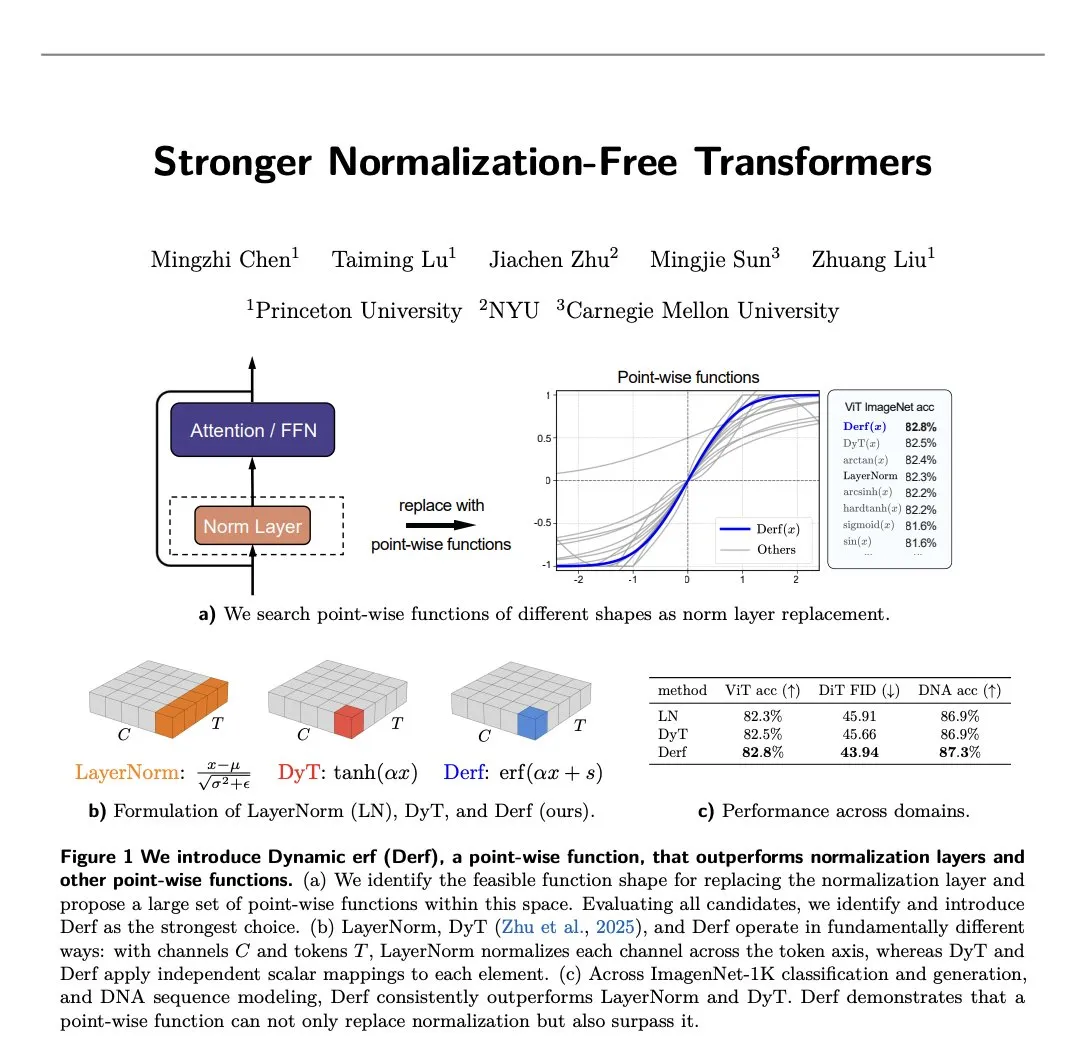 Stronger Normalization-Free Transformers
Mingzhi Chen¹ Taiming Lu¹ Jiachen Zhu² Mingjie Sun³ Zhuang Liu¹
¹Princeton University ²NYU ³Carnegie Mellon University
Attention / FFN
Norm Layer
replace with
point-wise functions
Point-wise functions
1
0.5
0
-0.5
-1
-2 -1 0 1 2
Derf(x)
Others
ViT ImageNet acc
Derf(x) 82.8%
DyT(x) 82.5%
arctan(x) 82.4%
LayerNorm 82.3%
arcsinh(x) 82.2%
hardtanh(x) 82.2%
sigmoid(x) 81.6%
sin(x) 81.6%
... ...
a) We search point-wise functions of different shapes as norm layer replacement.
C T
C T
C T
LayerNorm: x−μ / √σ²+ϵ DyT: tanh(αx) Derf: erf(αx + s)
b) Formulation of LayerNorm (LN), DyT, and Derf (ours).
method ViT acc (↑) DiT FID (↓) DNA acc (↑)
LN 82.3% 45.91 86.9%
DyT 82.5% 45.66 86.9%
Derf 82.8% 43.94 87.3%
c) Performance across domains.
Figure 1 We introduce Dynamic erf (Derf), a point-wise function, that outperforms normalization layers and
other point-wise functions. (a) We identify the feasible function shape for replacing the normalization layer and
propose a large set of point-wise functions within this space. Evaluating all candidates, we identify and introduce
Derf as the strongest choice. (b) LayerNorm, DyT (Zhu et al., 2025), and Derf operate in fundamentally different
ways: with channels C and tokens T, LayerNorm normalizes each channel across the token axis, whereas DyT and
Derf apply independent scalar mappings to each element. (c) Across ImageNet-1K classification and generation,
and DNA sequence modeling, Derf consistently outperforms LayerNorm and DyT. Derf demonstrates that a
point-wise function can not only replace normalization but also surpass it.